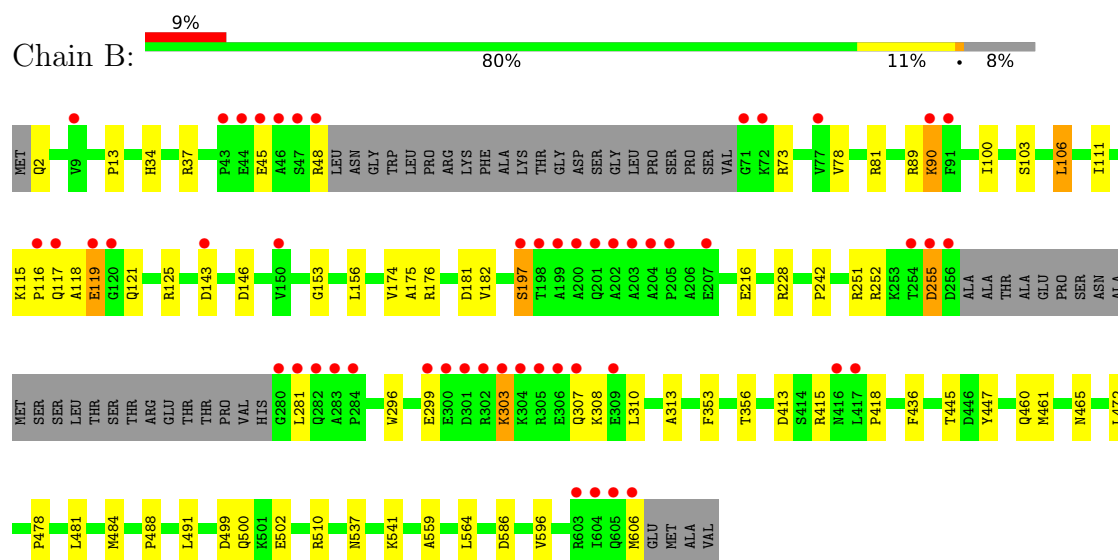 9%
Chain B:
80% 11% • 8%
MET Q2 V9 P13 H34 R37 P43 E44 E45 A46 S47 R48 LEU ASN GLY TRP LEU PRO ARG LYS PHE ALA LYS THR GLY ASP SER GLY LEU PRO SER PRO SER VAL G71 K72 R73 V77 V78 R81 R89 K90 F91 I100 S103 L106 I111
K115 P116 Q117 A118 E119 G120 Q121 R125 D143 D146 V150 G153 L156 V174 A175 R176 D181 V182 S197 T198 A199 A200 Q201 A202 A203 A204 P205 A206 E207 E216 R228 P242 R251 R252 K253 T254 D255 D256 ALA ALA THR ALA GLU PRO SER ASN ALA
MET SER SER LEU THR SER THR ARG GLU THR THR PRO VAL HIS G280 L281 Q282 A283 P284 W296 E299 E300 D301 R302 K303 K304 R305 E306 Q307 K308 E309 L310 A313 F353 T356 D413 S414 R415 N416 L417 P418 F436 T445 D446 Y447 Q460 M461 N465
P478 L481 M484 P488 L491 D499 Q500 K501 E502 R510 N537 K541 A559 L564 D586 V596 R603 I604 Q605 M606 GLU MET ALA VAL